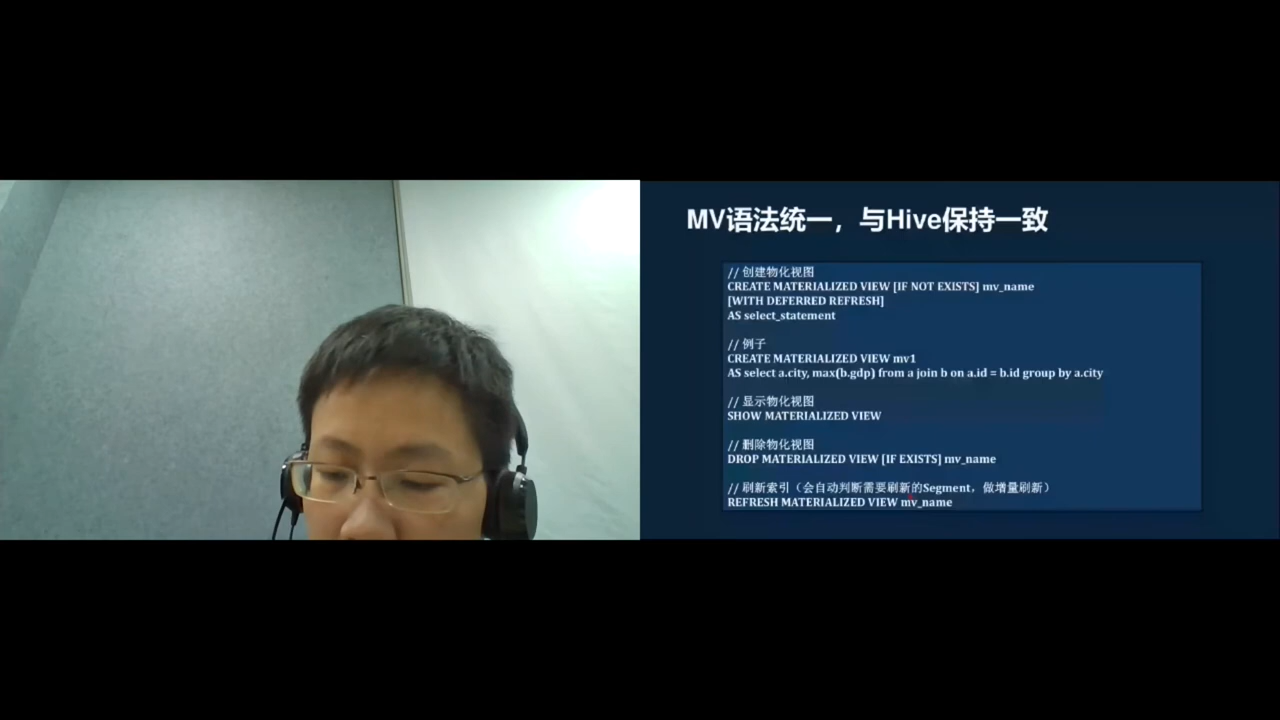 MV语法统一，与Hive保持一致
// 创建物化视图
CREATE MATERIALIZED VIEW [IF NOT EXISTS] mv_name
[WITH DEFERRED REFRESH]
AS select_statement
// 例子
CREATE MATERIALIZED VIEW mv1
AS select a.city, max(b.gdp) from a join b on a.id = b.id group by a.city
// 显示物化视图
SHOW MATERIALIZED VIEW
// 删除物化视图
DROP MATERIALIZED VIEW [IF EXISTS] mv_name
// 刷新索引（会自动判断需要刷新的Segment，做增量刷新）
REFRESH MATERIALIZED VIEW mv_name